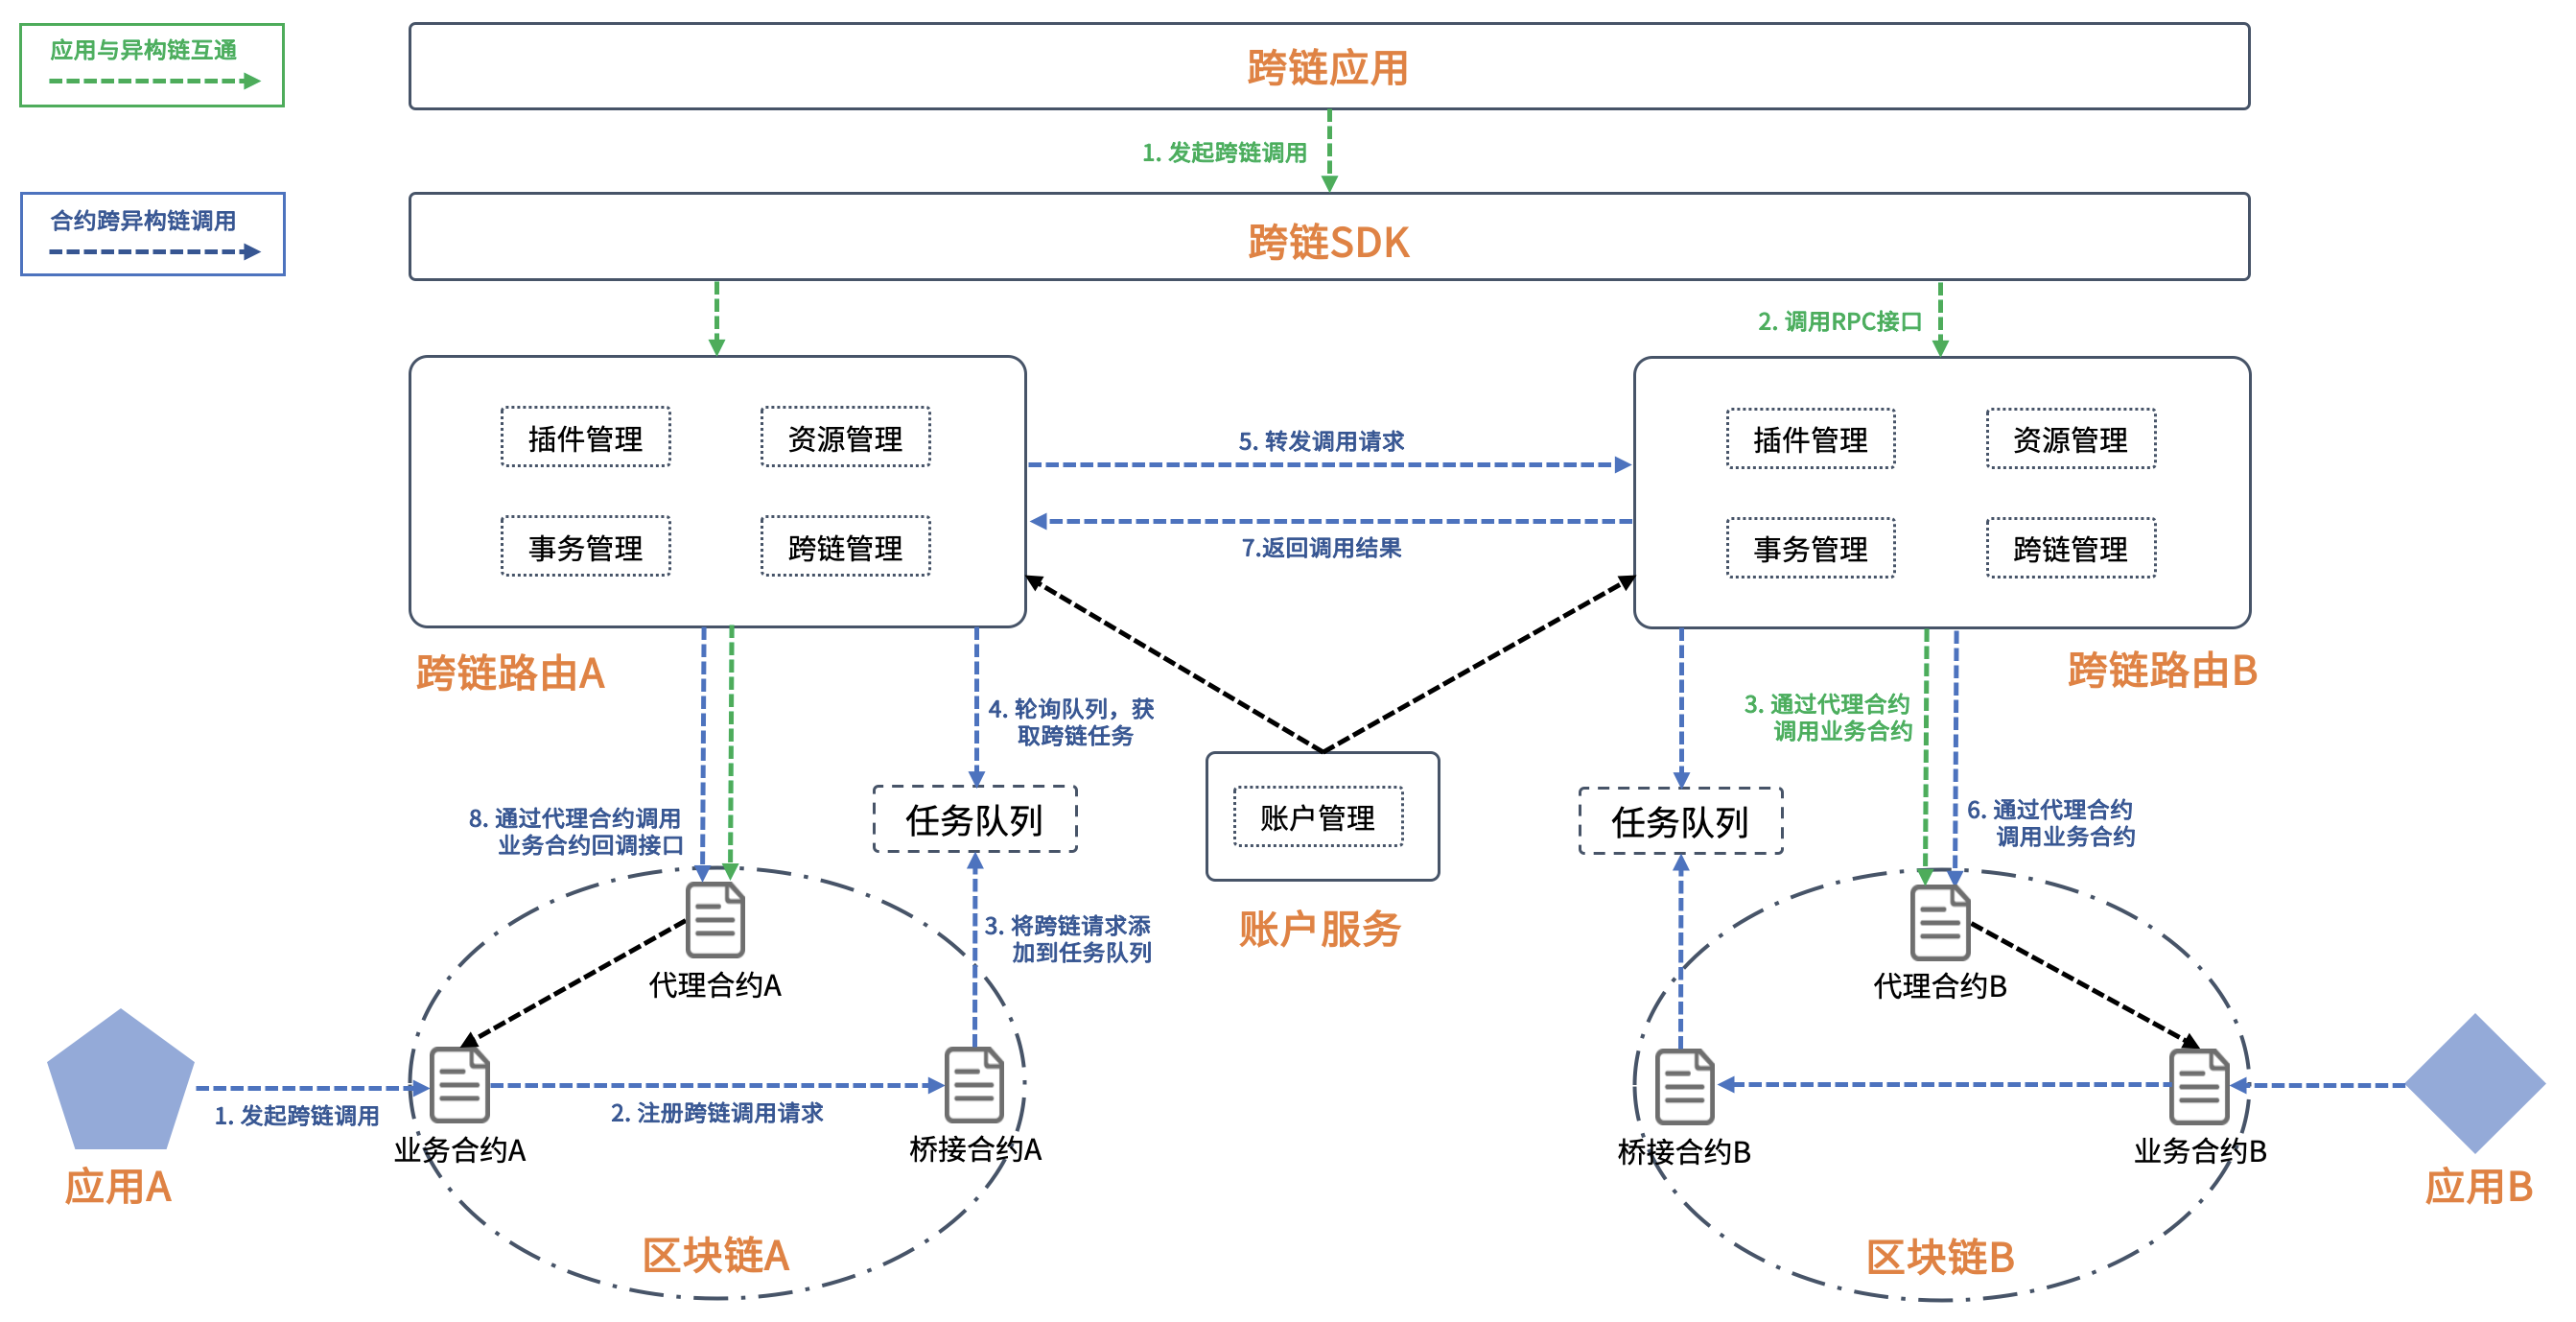 应用与异构链互通
跨链应用
1. 发起跨链调用
合约跨异构链调用
跨链SDK
2. 调用RPC接口
插件管理
资源管理
事务管理
跨链管理
跨链路由A
5. 转发调用请求
7.返回调用结果
插件管理
资源管理
事务管理
跨链管理
跨链路由B
4. 轮询队列，获
取跨链任务
3. 通过代理合约
调用业务合约
8. 通过代理合约调用
业务合约回调接口
任务队列
账户管理
账户服务
任务队列
6. 通过代理合约
调用业务合约
3. 将跨链请求添
加到任务队列
代理合约A
代理合约B
1. 发起跨链调用
2. 注册跨链调用请求
业务合约A
桥接合约A
桥接合约B
业务合约B
应用A
应用B
区块链A
区块链B